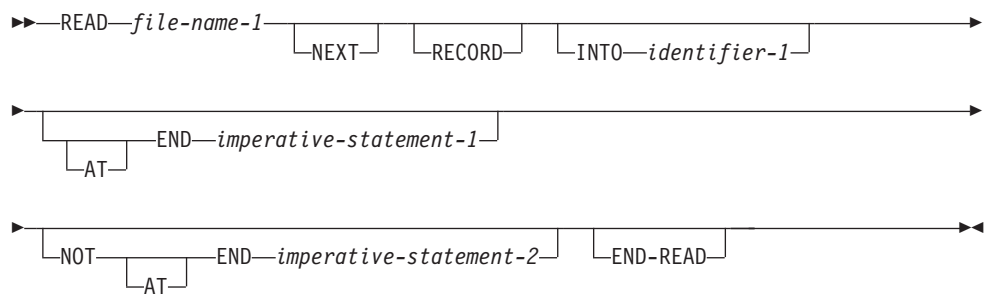 READ file-name-1
NEXT RECORD INTO identifier-1
END imperative-statement-1
AT
NOT END imperative-statement-2 END-READ
AT